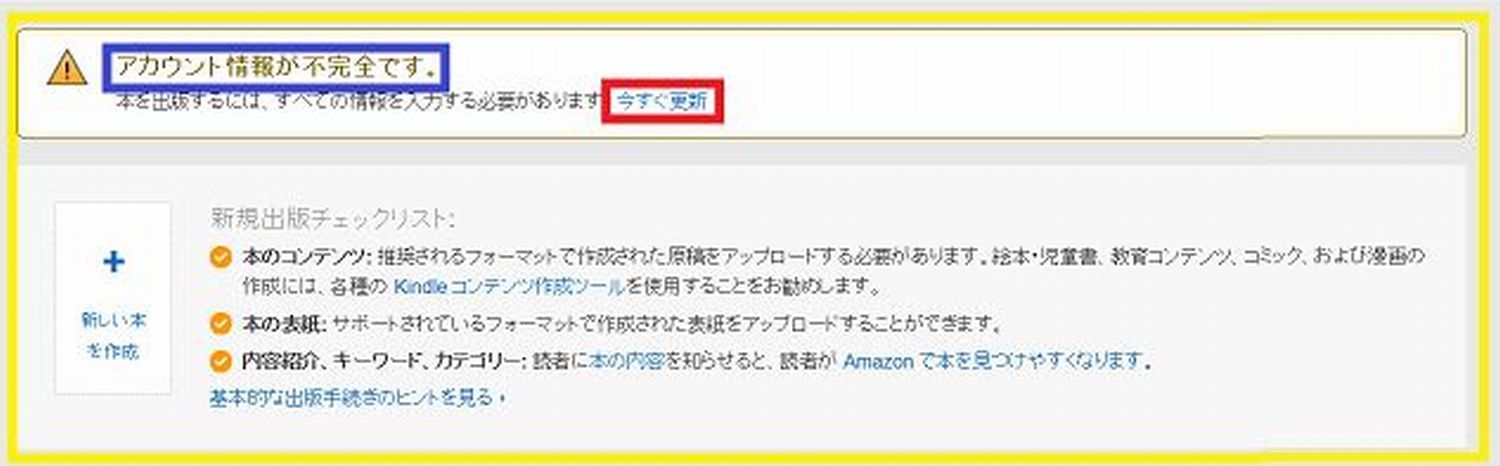 アカウント情報が不完全です。
本を出版するには、すべての情報を入力する必要があります 今すぐ更新
+
新しい本
を作成
新規出版チェックリスト:
本のコンテンツ: 推奨されるフォーマットで作成された原稿をアップロードする必要があります。絵本・児童書、教育コンテンツ、コミック、および漫画の
作成には、各種の Kindle コンテンツ作成ツールを使用することをお勧めします。
本の表紙: サポートされているフォーマットで作成された表紙をアップロードすることができます。
内容紹介、キーワード、カテゴリー: 読者に本の内容を知らせると、読者が Amazon で本を見つけやすくなります。
基本的な出版手続きのヒントを見る ›